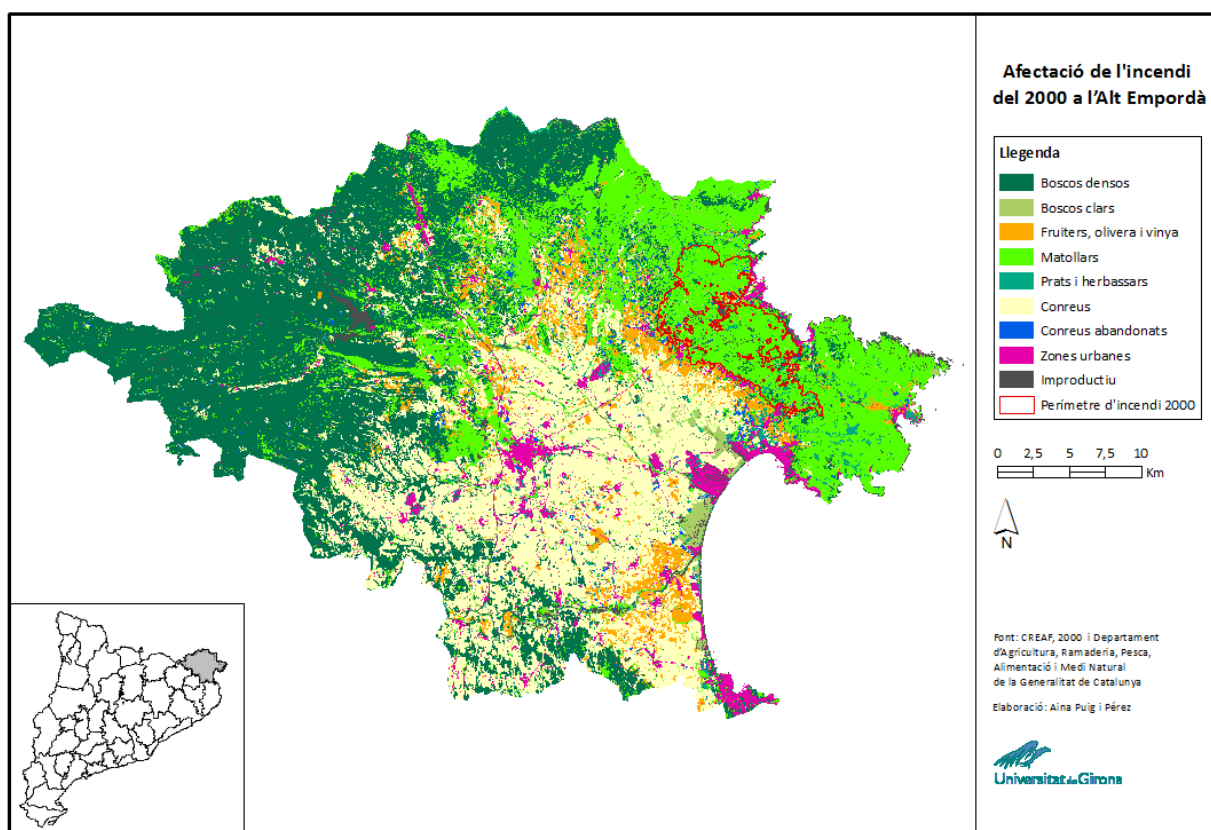 Afectació de l'incendi
del 2000 a l'Alt Empordà
Llegenda
Boscos densos
Boscos clars
Fruiters, olivera i vinya
Matollars
Prats i herbassars
Conreus
Conreus abandonats
Zones urbanes
Improductiu
Perímetre d'incendi 2000
0 2,5 5 7,5 10
Km
N
Font: CREAF, 2000 i Departament
d'Agricultura, Ramaderia, Pesca,
Alimentació i Medi Natural
de la Generalitat de Catalunya
Elaboració: Aina Puig i Pérez
Universitat de Girona